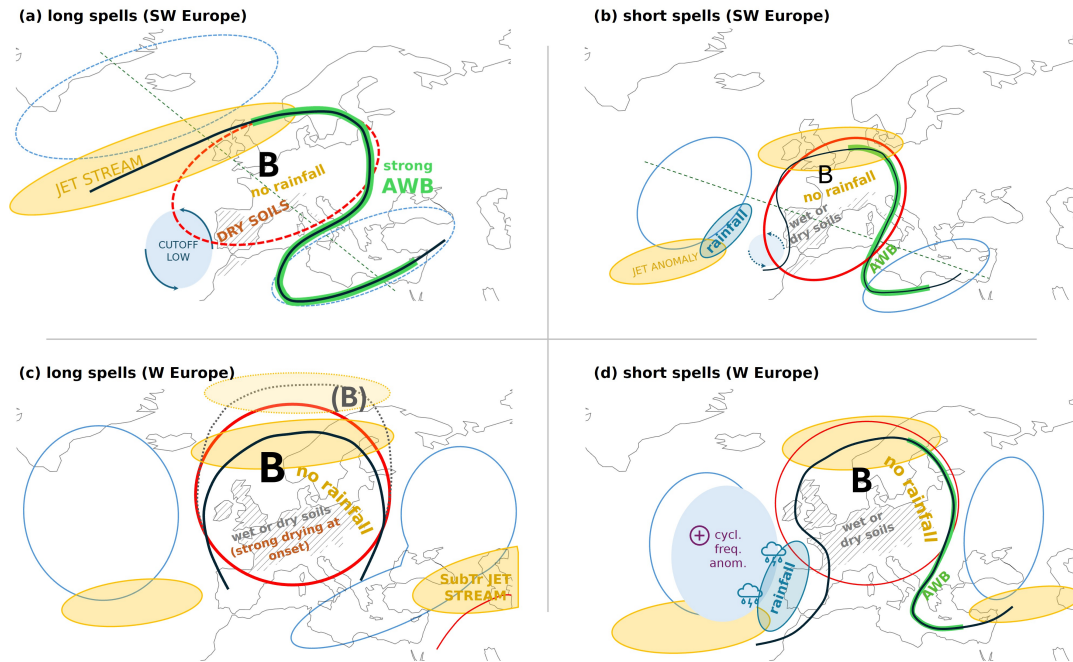 (a) long spells (SW Europe)
JET STREAM
B
no rainfall
DRY SOILS
strong
AWB
CUTOFF
LOW
(b) short spells (SW Europe)
B
no rainfall
wet or
dry soils
rainfall
JET ANOMALY
AWB
(c) long spells (W Europe)
(B)
B
no rainfall
wet or dry soils
(strong drying at
onset)
SubTr JET
STREAM
(d) short spells (W Europe)
B
no rainfall
wet or
dry soils
+ cycl.
freq.
anom.
rainfall
AWB